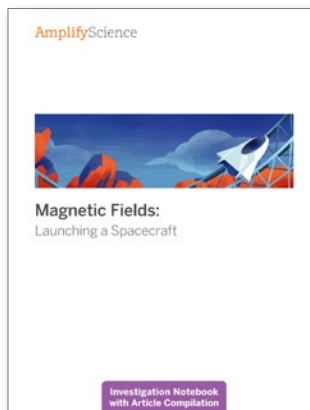 AmplifyScience
Magnetic Fields:
Launching a Spacecraft
Investigation Notebook
with Article Compilation